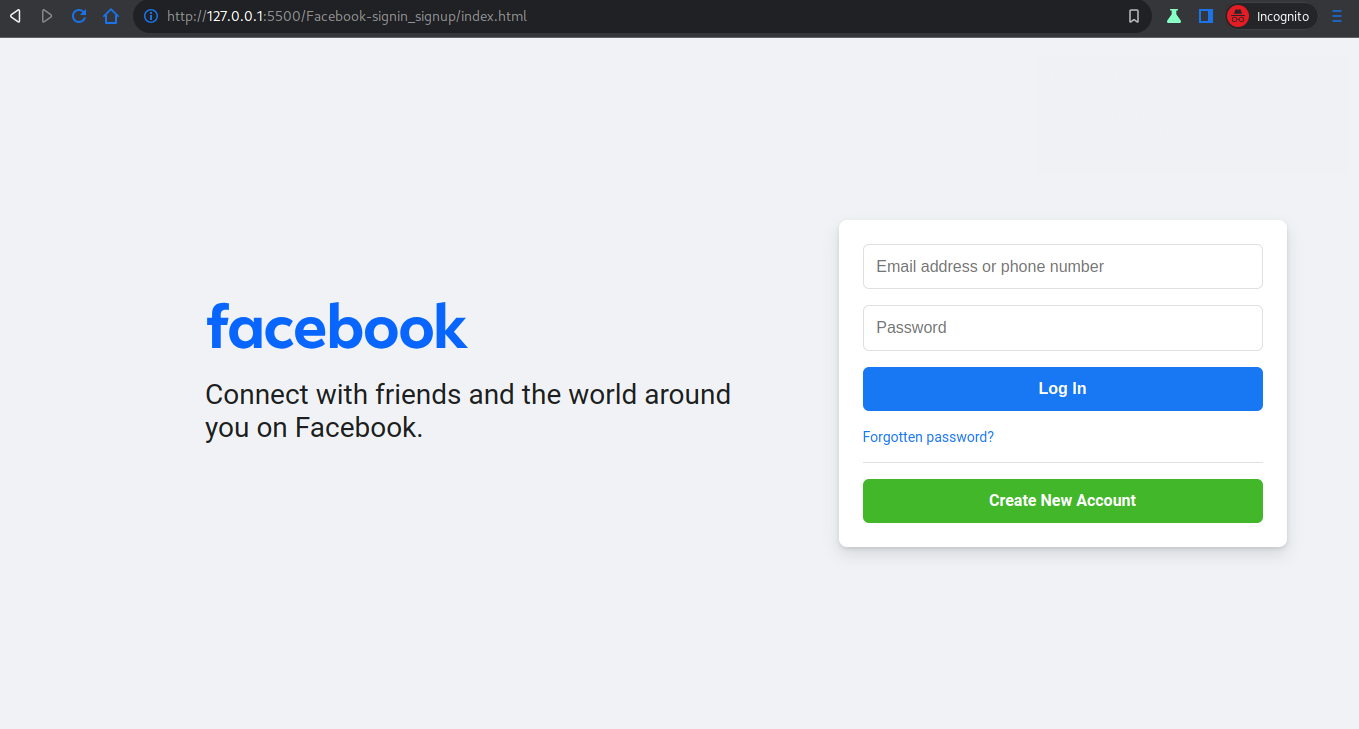 http://127.0.0.1:5500/Facebook-signin_signup/index.html
Incognito
facebook
Connect with friends and the world around
you on Facebook.
Email address or phone number
Password
Log In
Forgotten password?
Create New Account